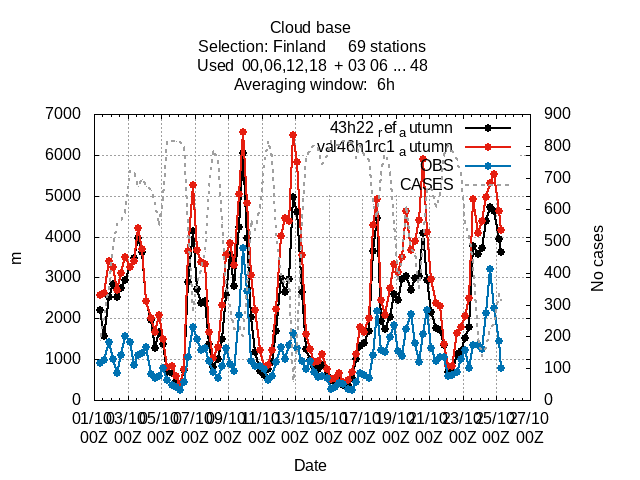 Cloud base
Selection: Finland 69 stations
Used 00,06,12,18 + 03 06 ... 48
Averaging window: 6h
7000 900
6000 800
5000 700
4000 600
3000 500
2000 400
1000 300
0 200
100
0
43h22 ref a utumn
val46h1rc1 a utumn
OBS
CASES
m
No cases
01/10 03/10 05/10 07/10 09/10 11/10 13/10 15/10 17/10 19/10 21/10 23/10 25/10 27/10
00Z 00Z 00Z 00Z 00Z 00Z 00Z 00Z 00Z 00Z 00Z 00Z 00Z 00Z
Date